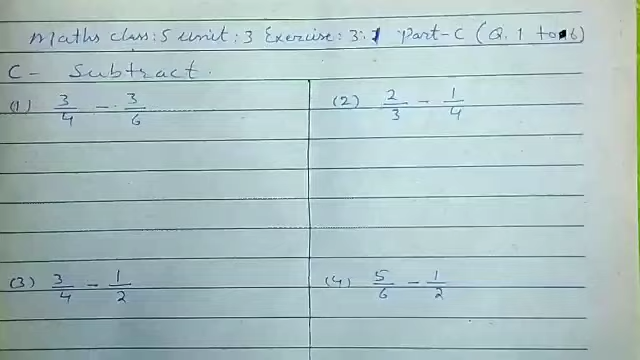 Maths class: 5 unit: 3 Exercise: 3.1 Part-C (Q. 1 to 6)
C- Subtract.
(1) 3/4 - 3/6 (2) 2/3 - 1/4
(3) 3/4 - 1/2 (4) 5/6 - 1/2